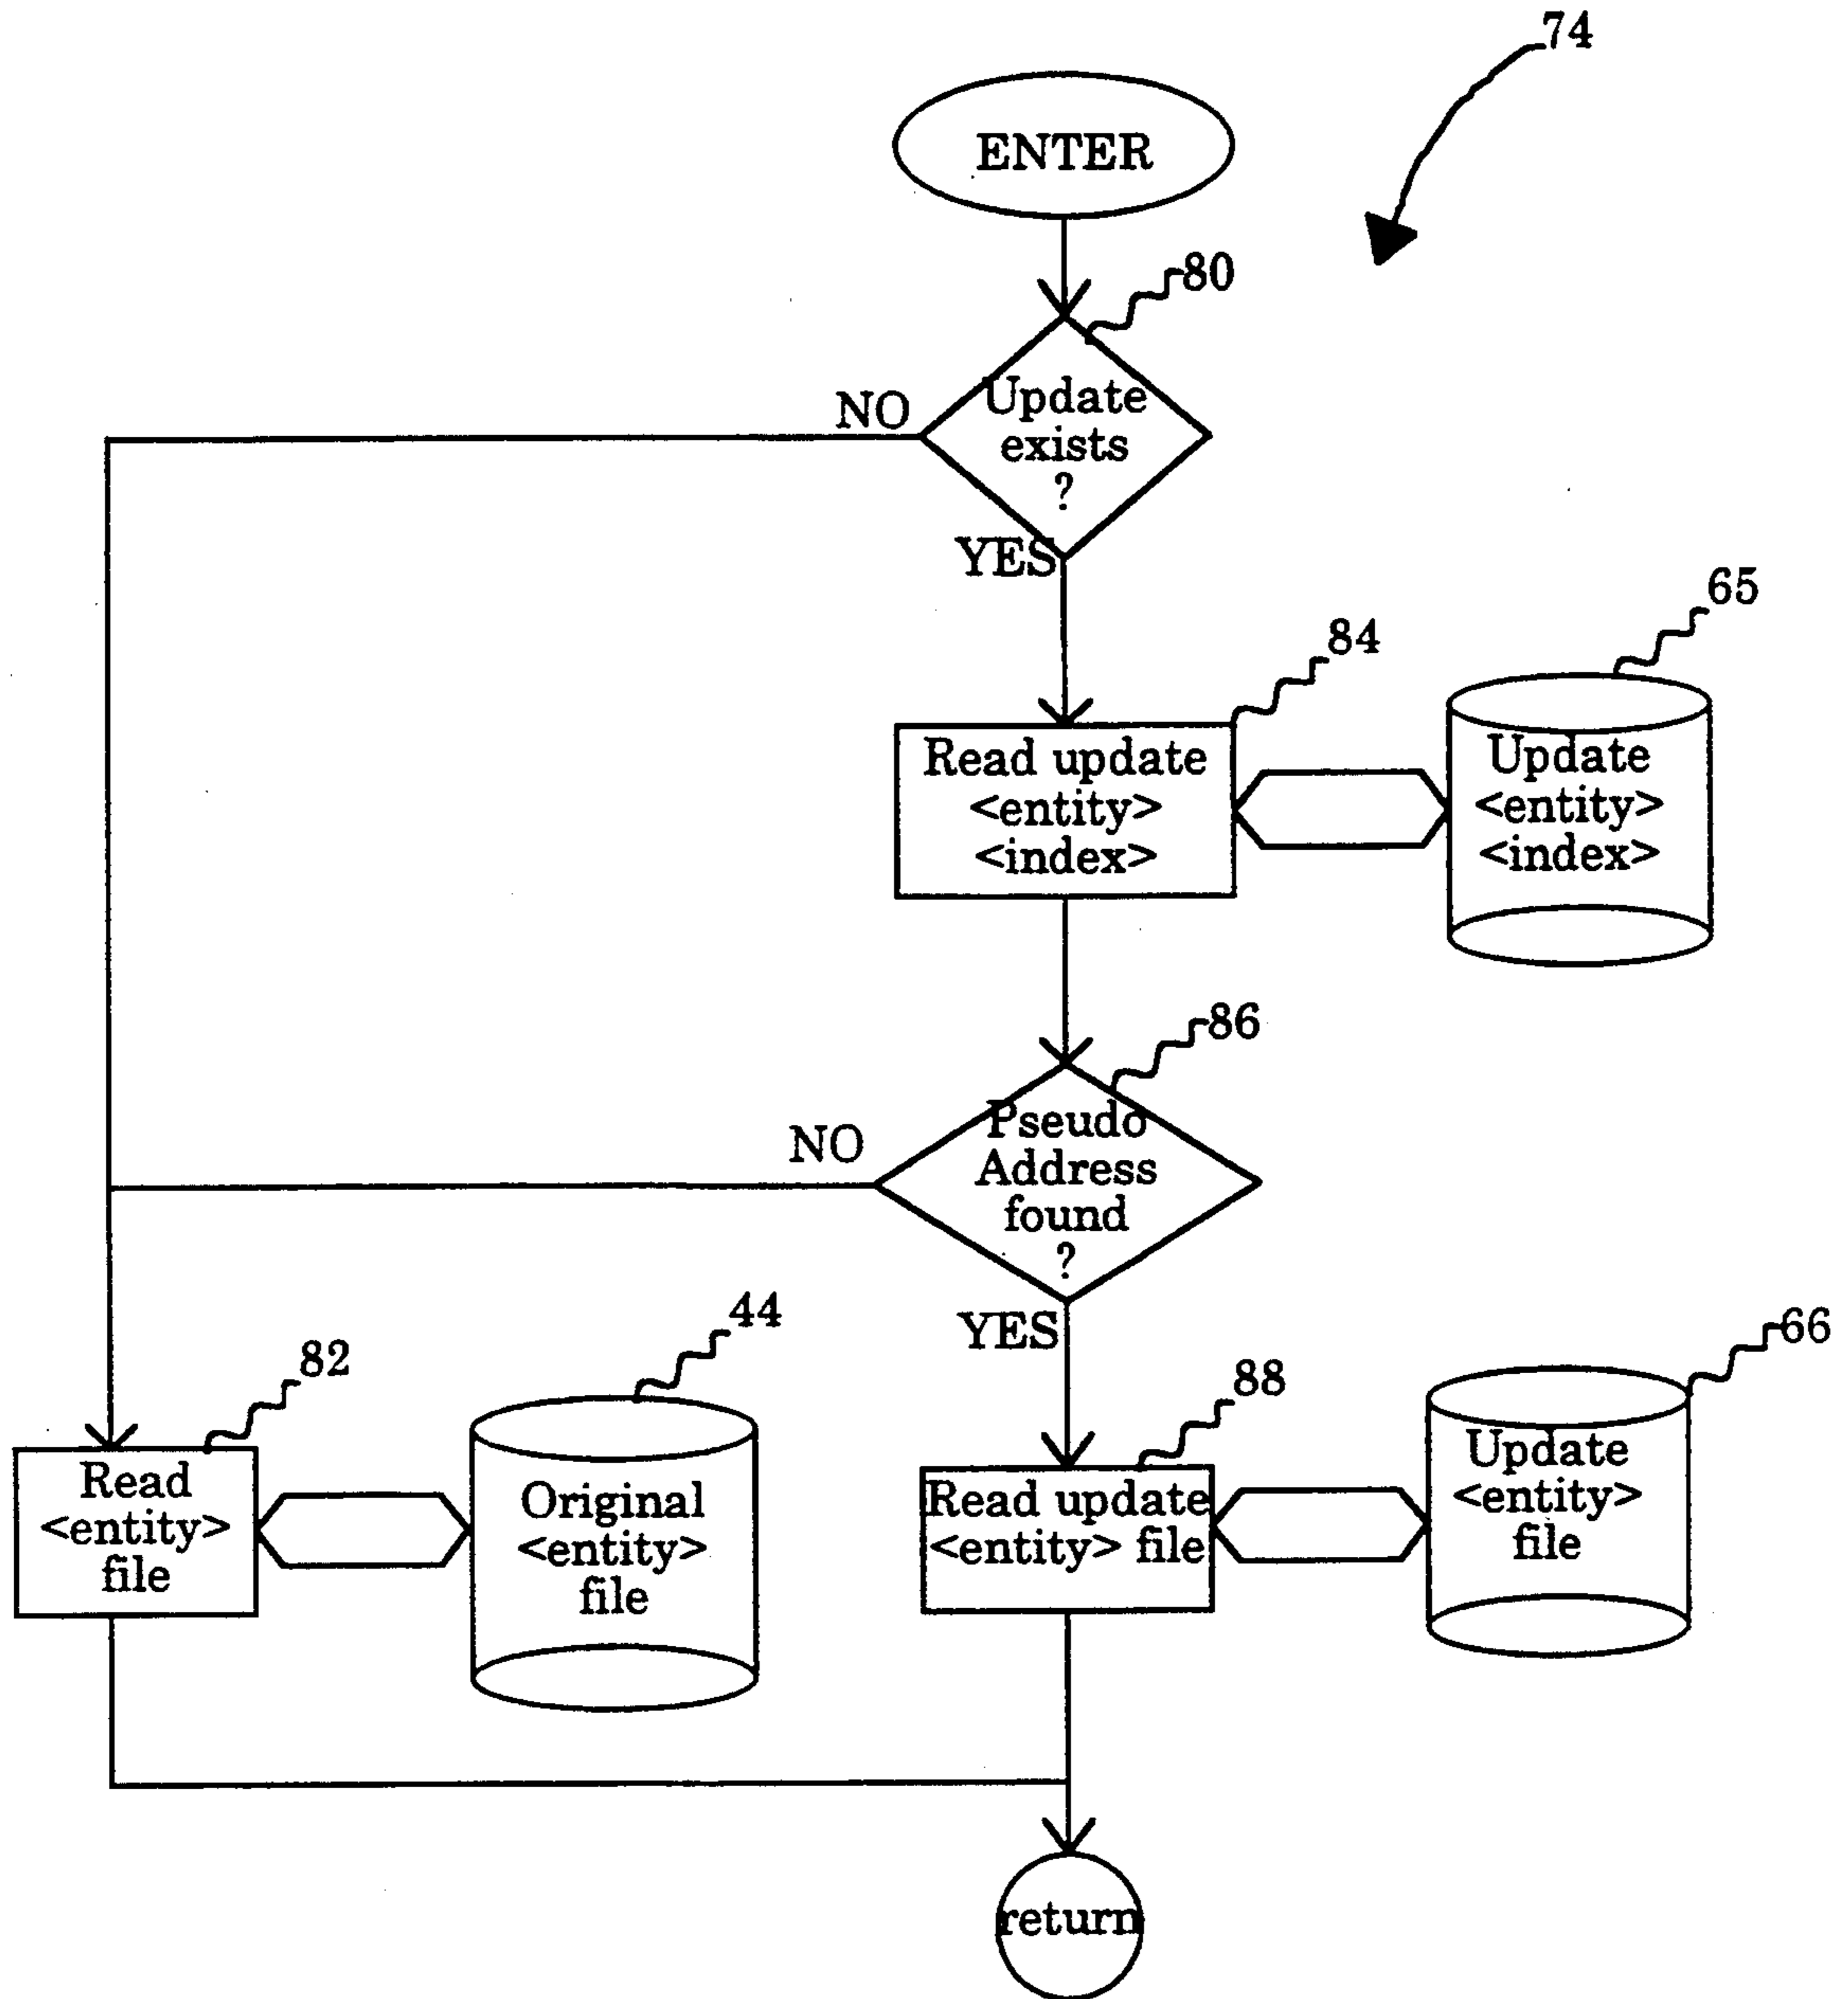 74
ENTER
80
NO
Update
exists
?
YES
65
84
Read update
<entity>
<index>
Update
<entity>
<index>
86
NO
Pseudo
Address
found
?
YES
44
66
82
88
Read
<entity>
file
Original
<entity>
file
Read update
<entity> file
Update
<entity>
file
return